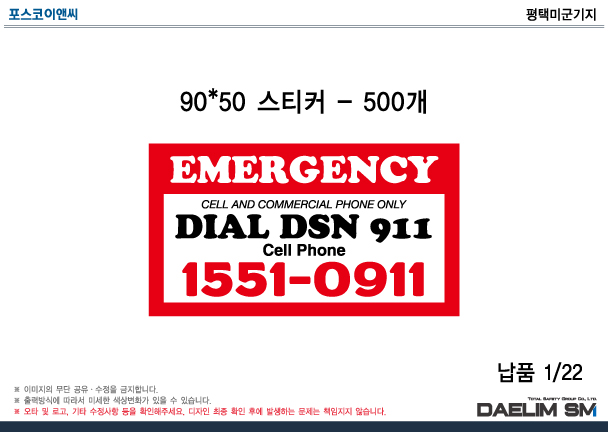 포스코이앤씨
평택미군기지
90*50 스티커 - 500개
EMERGENCY
CELL AND COMMERCIAL PHONE ONLY
DIAL DSN 911
Cell Phone
1551-0911
납품 1/22
※ 이미지의 무단 공유·수정을 금지합니다.
※ 출력방식에 따라서 미세한 색상변화가 있을 수 있습니다.
※ 오타 및 로고, 기타 수정사항 등을 확인해주세요. 디자인 최종 확인 후에 발생하는 문제는 책임지지 않습니다.
TOTAL SAFETY GROUP CO., LTD.
DAELIM SM